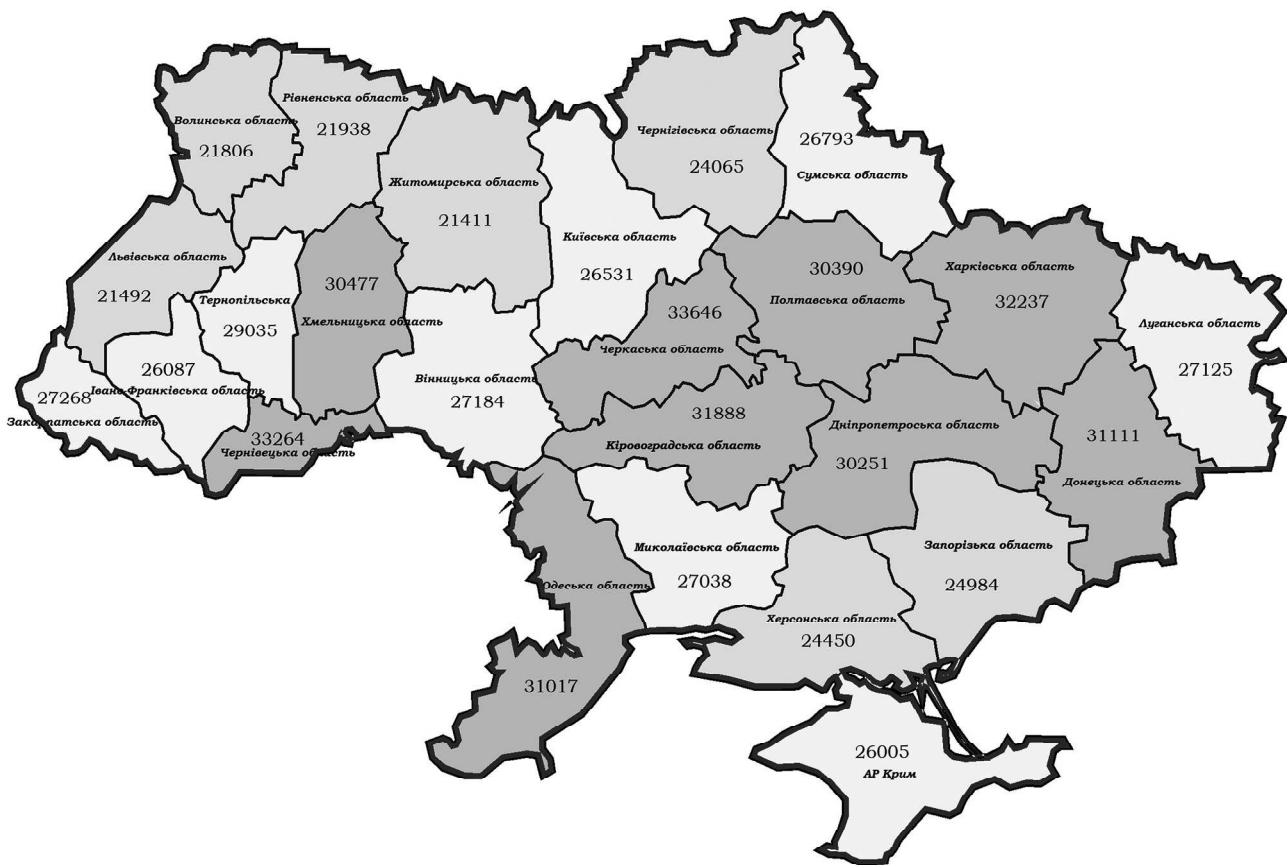 Волинська область
21806
Рівненська область
21938
Житомирська область
21411
Київська область
26531
Чернігівська область
24065
26793
Сумська область
Львівська область
21492
Тернопільська
29035
30477
Хмельницька область
Вінницька область
27184
33646
Черкаська область
30390
Полтавська область
Харківська область
32237
Луганська область
27125
27268
Закарпатська область
26087
Івано-Франківська область
33264
Чернівецька область
31888
Кіровоградська область
Дніпропетроська область
30251
31111
Донецька область
Одеська область
31017
Миколаївська область
27038
Херсонська область
24450
Запорізька область
24984
26005
АР Крим